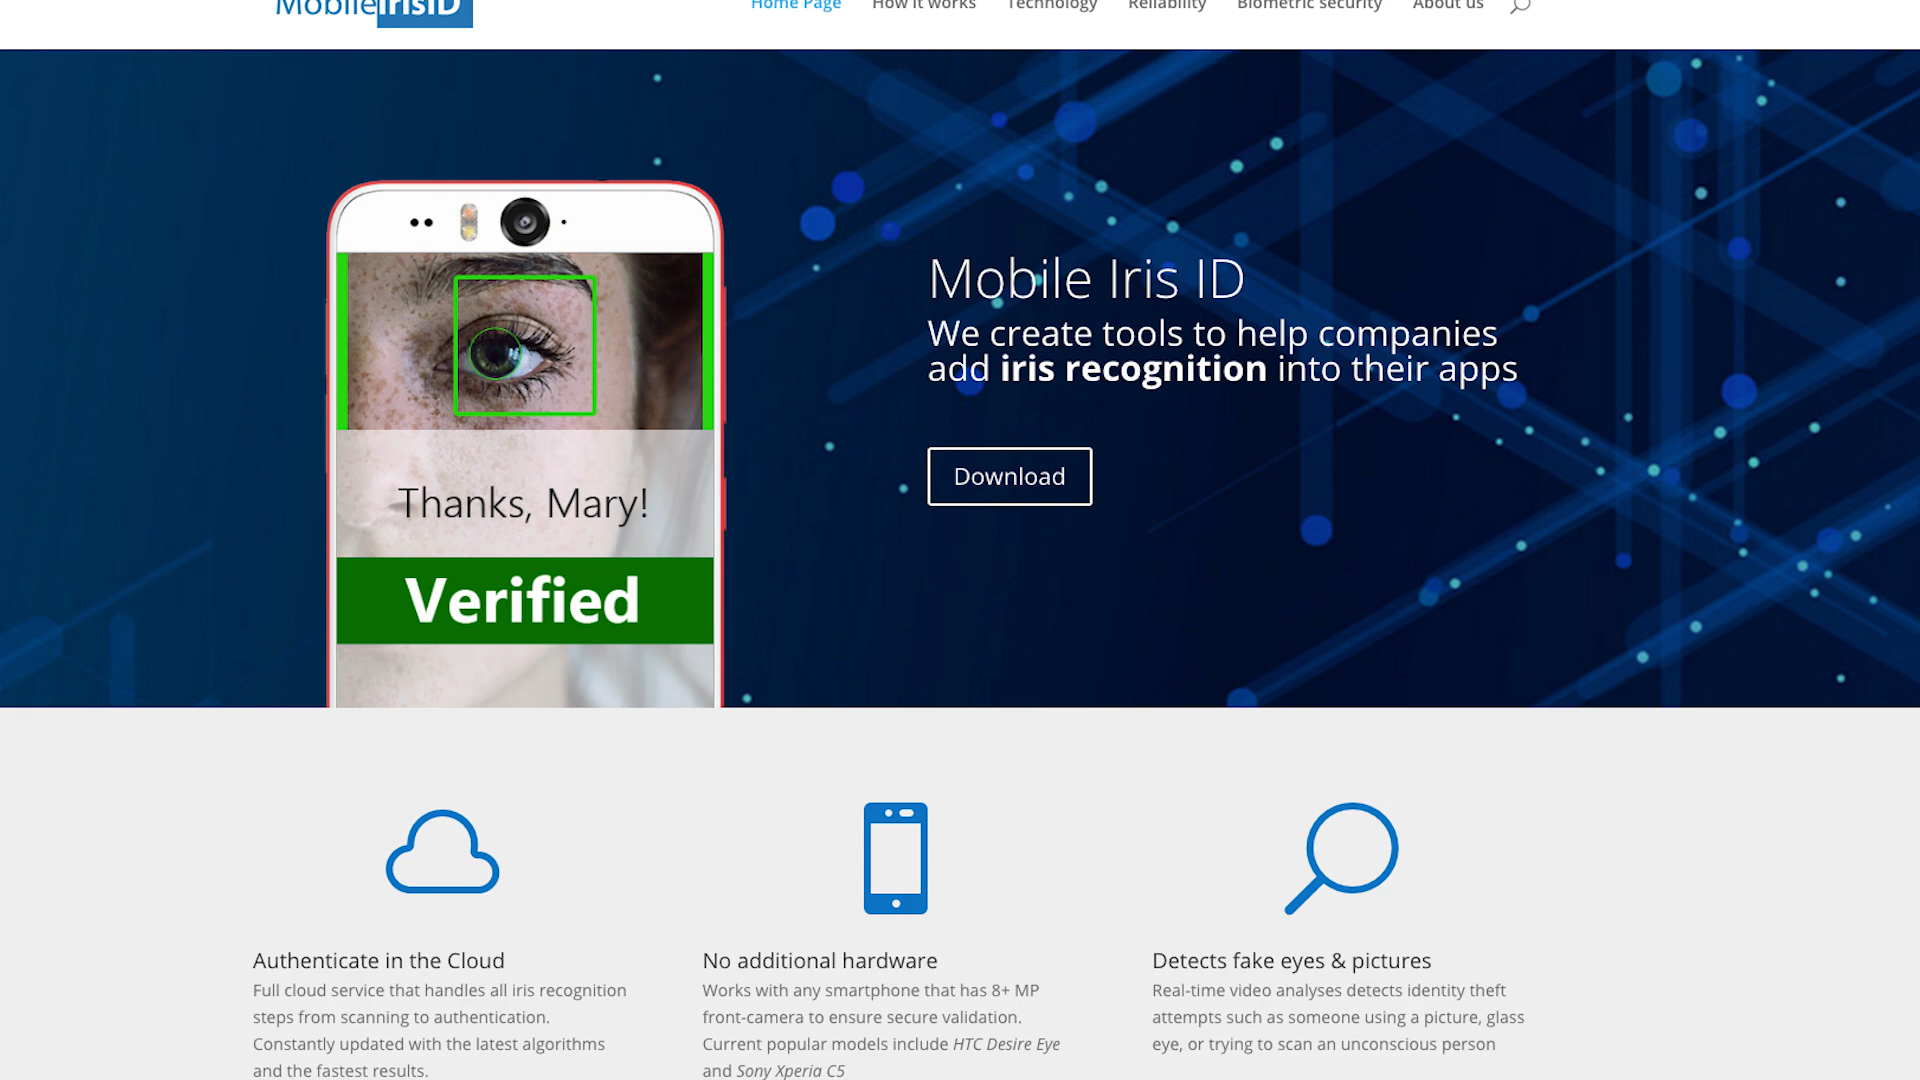 MobileIrisID
Home Page How it works Technology Reliability Biometric security About us
Mobile Iris ID
We create tools to help companies
add iris recognition into their apps
Download
Thanks, Mary!
Verified
Authenticate in the Cloud
Full cloud service that handles all iris recognition
steps from scanning to authentication.
Constantly updated with the latest algorithms
and the fastest results.
No additional hardware
Works with any smartphone that has 8+ MP
front-camera to ensure secure validation.
Current popular models include HTC Desire Eye
and Sony Xperia C5
Detects fake eyes & pictures
Real-time video analyses detects identity theft
attempts such as someone using a picture, glass
eye, or trying to scan an unconscious person